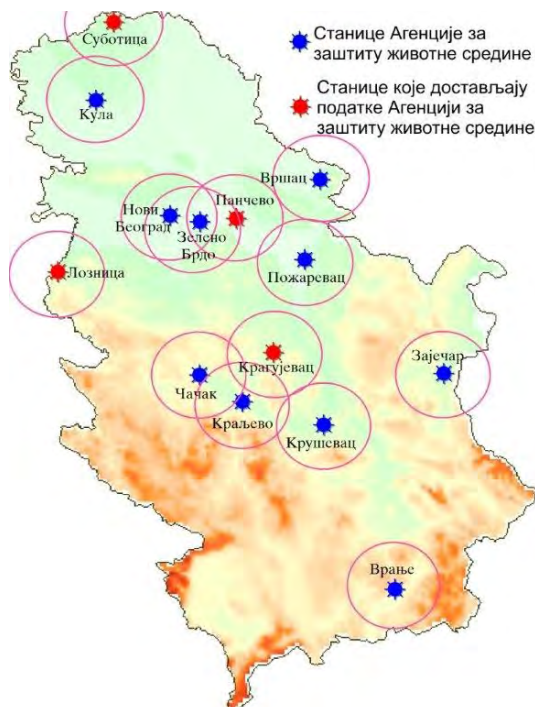 Суботица
Станице Агенције за
заштиту животне средине
Станице које достављају
податке Агенцији за
заштиту животне средине
Кула
Вршац
Панчево
Нови
Београд
Зелено
Брдо
Лозница
Пожаревац
Крагујевац
Зајечар
Чачак
Краљево
Крушевац
Врање